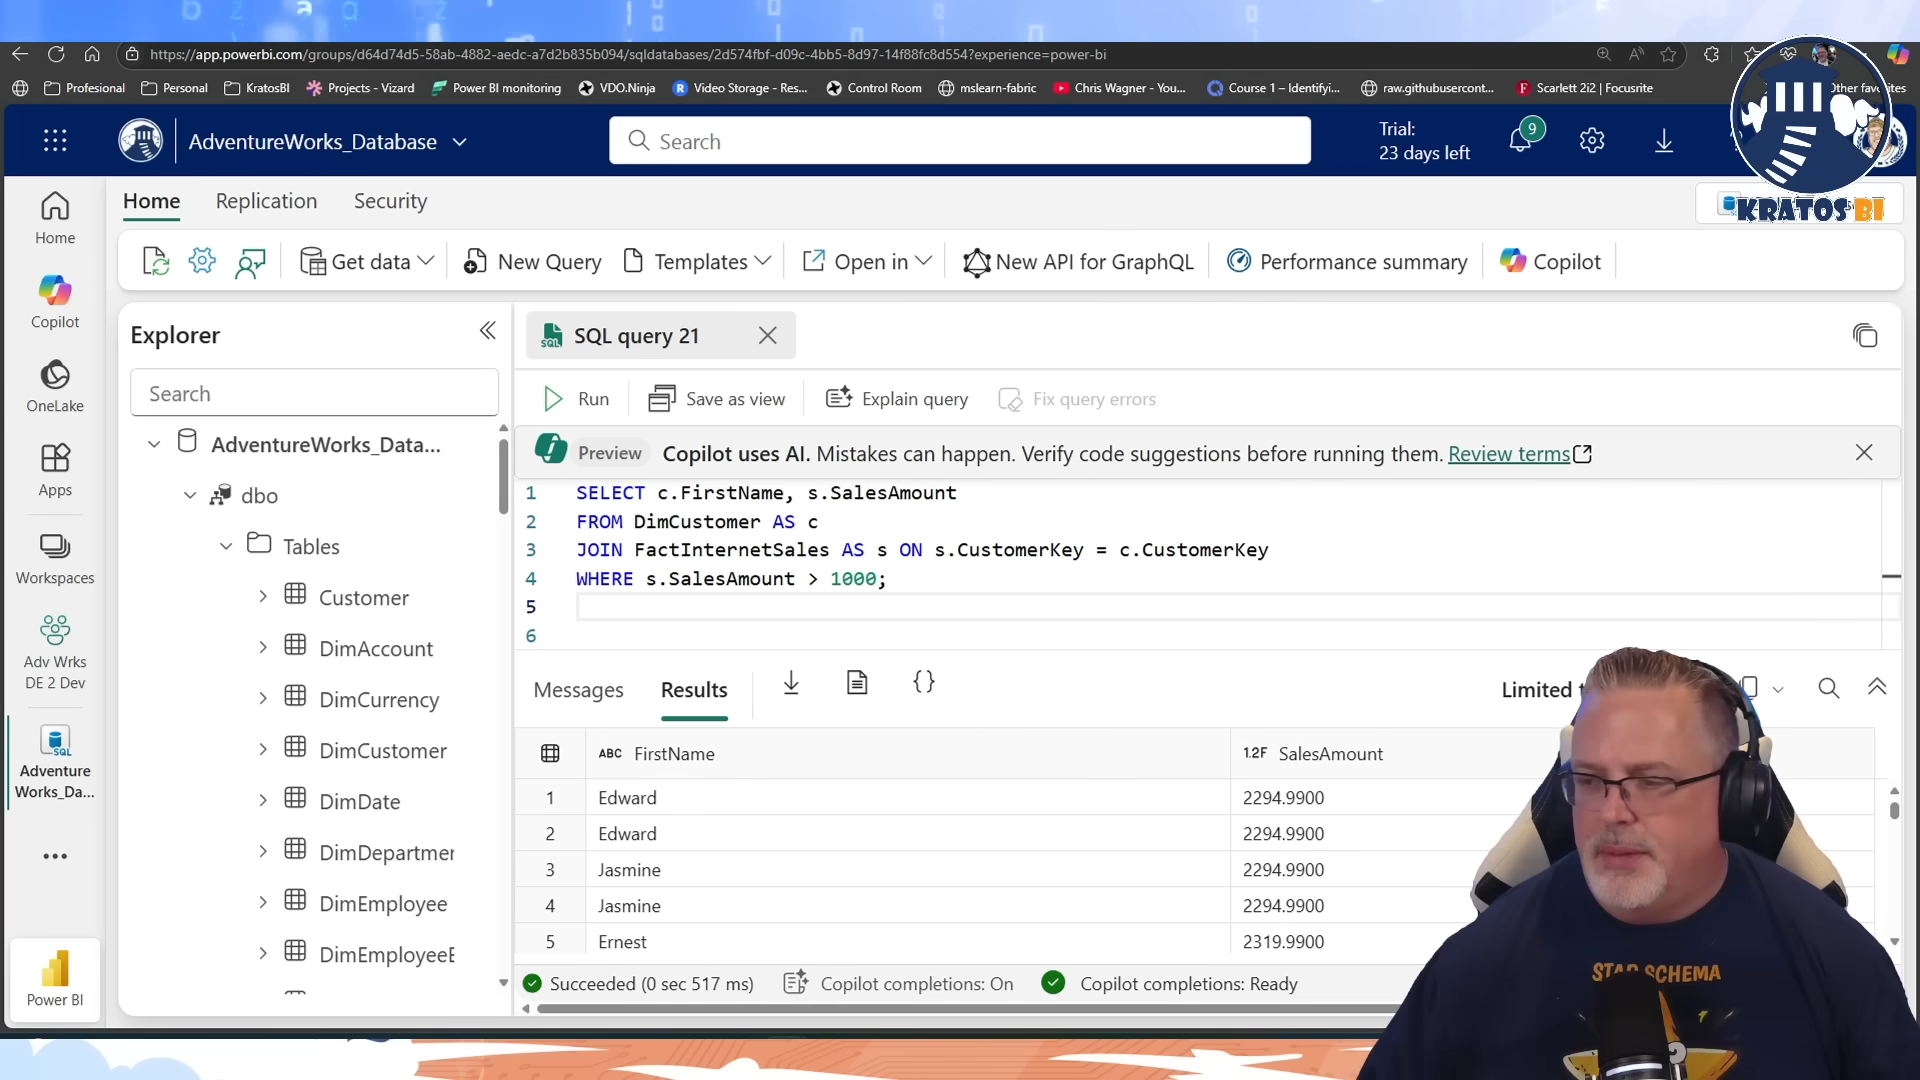 https://app.powerbi.com/groups/d64d74d5-58ab-4882-aedc-a7d2b835b094/sqldatabases/2d574fbf-d09c-4bb5-8d97-14f88fc8d554?experience=power-bi
Profesional Personal KratosBI Projects - Vizard Power BI monitoring VDO.Ninja Video Storage - Res... Control Room mslearn-fabric Chris Wagner - You... Course 1 – Identifyi... raw.githubusercont... Scarlett 2i2 | Focusrite Other favorites
AdventureWorks_Database
Search
Trial:
23 days left
9
KRATOS BI
Home
Replication
Security
Get data
New Query
Templates
Open in
New API for GraphQL
Performance summary
Copilot
Home
Copilot
OneLake
Apps
Workspaces
Adv Wrks
DE 2 Dev
SQL
Adventure
Works_Da...
Power BI
Explorer
Search
AdventureWorks_Data...
dbo
Tables
Customer
DimAccount
DimCurrency
DimCustomer
DimDate
DimDepartmer
DimEmployee
DimEmployeeE
SQL
SQL query 21
Run
Save as view
Explain query
Fix query errors
Preview
Copilot uses AI. Mistakes can happen. Verify code suggestions before running them. Review terms
1 SELECT c.FirstName, s.SalesAmount
2 FROM DimCustomer AS c
3 JOIN FactInternetSales AS s ON s.CustomerKey = c.CustomerKey
4 WHERE s.SalesAmount > 1000;
5
6
Messages
Results
{}
Limited
ABC FirstName 1.2F SalesAmount
1 Edward 2294.9900
2 Edward 2294.9900
3 Jasmine 2294.9900
4 Jasmine 2294.9900
5 Ernest 2319.9900
Succeeded (0 sec 517 ms)
Copilot completions: On
Copilot completions: Ready
STAR SCHEMA